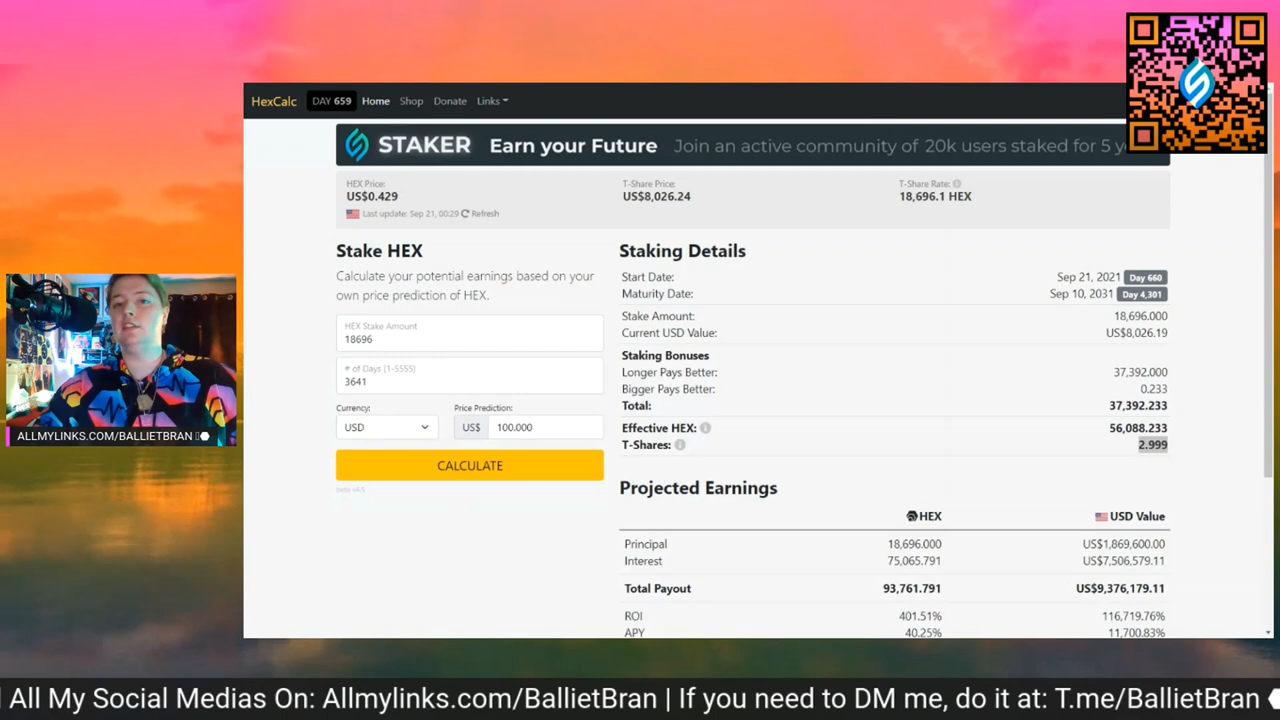 HexCalc DAY 659 Home Shop Donate Links
STAKER Earn your Future Join an active community of 20k users staked for 5 ye
HEX Price: T-Share Price: T-Share Rate:
US$0.429 US$8,026.24 18,696.1 HEX
Last update: Sep 21, 00:29 Refresh
Stake HEX
Calculate your potential earnings based on your
own price prediction of HEX.
HEX Stake Amount
18696
# of Days (1-5555)
3641
Currency: Price Prediction:
USD US$ 100.000
CALCULATE
beta v4.5
Staking Details
Start Date: Sep 21, 2021 Day 660
Maturity Date: Sep 10, 2031 Day 4,301
Stake Amount: 18,696.000
Current USD Value: US$8,026.19
Staking Bonuses
Longer Pays Better: 37,392.000
Bigger Pays Better: 0.233
Total: 37,392.233
Effective HEX: 56,088.233
T-Shares: 2.999
Projected Earnings
HEX USD Value
Principal 18,696.000 US$1,869,600.00
Interest 75,065.791 US$7,506,579.11
Total Payout 93,761.791 US$9,376,179.11
ROI 401.51% 116,719.76%
APY 40.25% 11,700.83%
ALLMYLINKS.COM/BALLIETBRAN
All My Social Medias On: Allmylinks.com/BallietBran | If you need to DM me, do it at: T.me/BallietBran